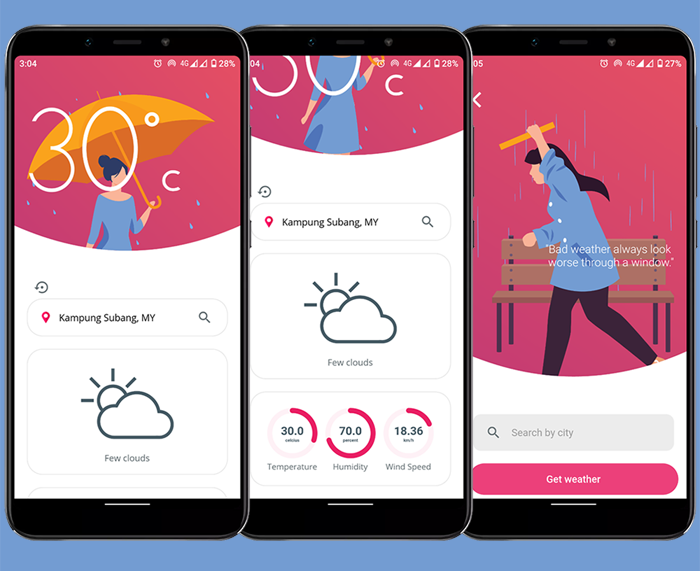 3:04
4G
28%
30°
C
Kampung Subang, MY
Few clouds
:04
4G
28%
30°
C
Kampung Subang, MY
Few clouds
30.0
celcius
Temperature
70.0
percent
Humidity
18.36
km/h
Wind Speed
:05
4G
27%
"Bad weather always look
worse through a window."
Search by city
Get weather